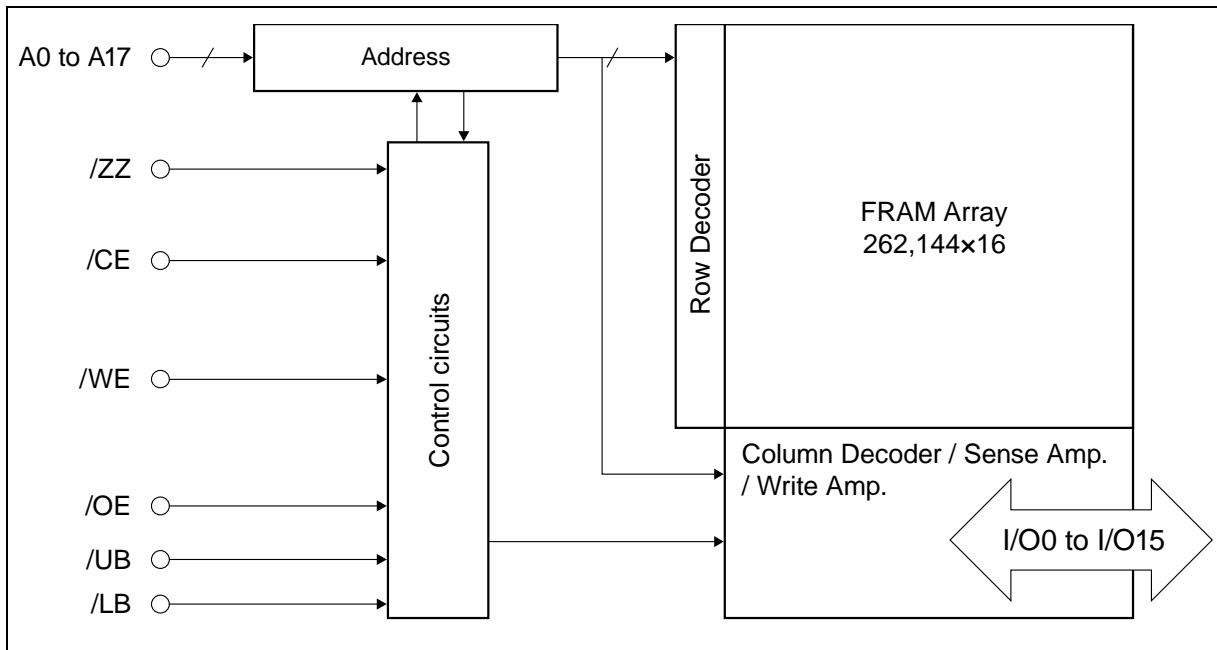 A0 to A17
Address
/ZZ
/CE
/WE
/OE
/UB
/LB
Control circuits
Row Decoder
FRAM Array
262,144×16
Column Decoder / Sense Amp.
/ Write Amp.
I/O0 to I/O15